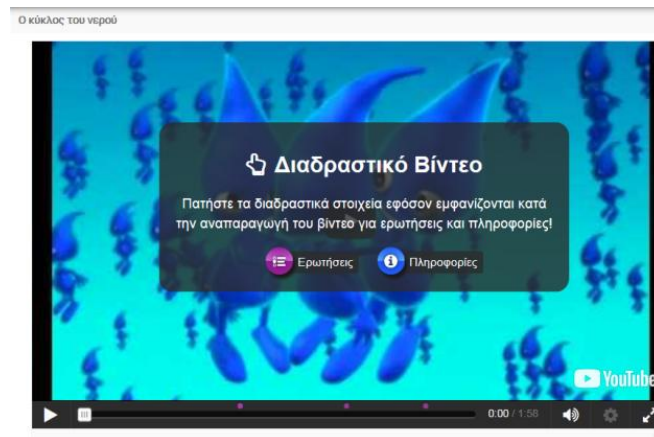 Ο κύκλος του νερού
Διαδραστικό Βίντεο
Πατήστε τα διαδραστικά στοιχεία εφόσον εμφανίζονται κατά
την αναπαραγωγή του βίντεο για ερωτήσεις και πληροφορίες!
Ερωτήσεις Πληροφορίες
YouTube
0:00 / 1:58